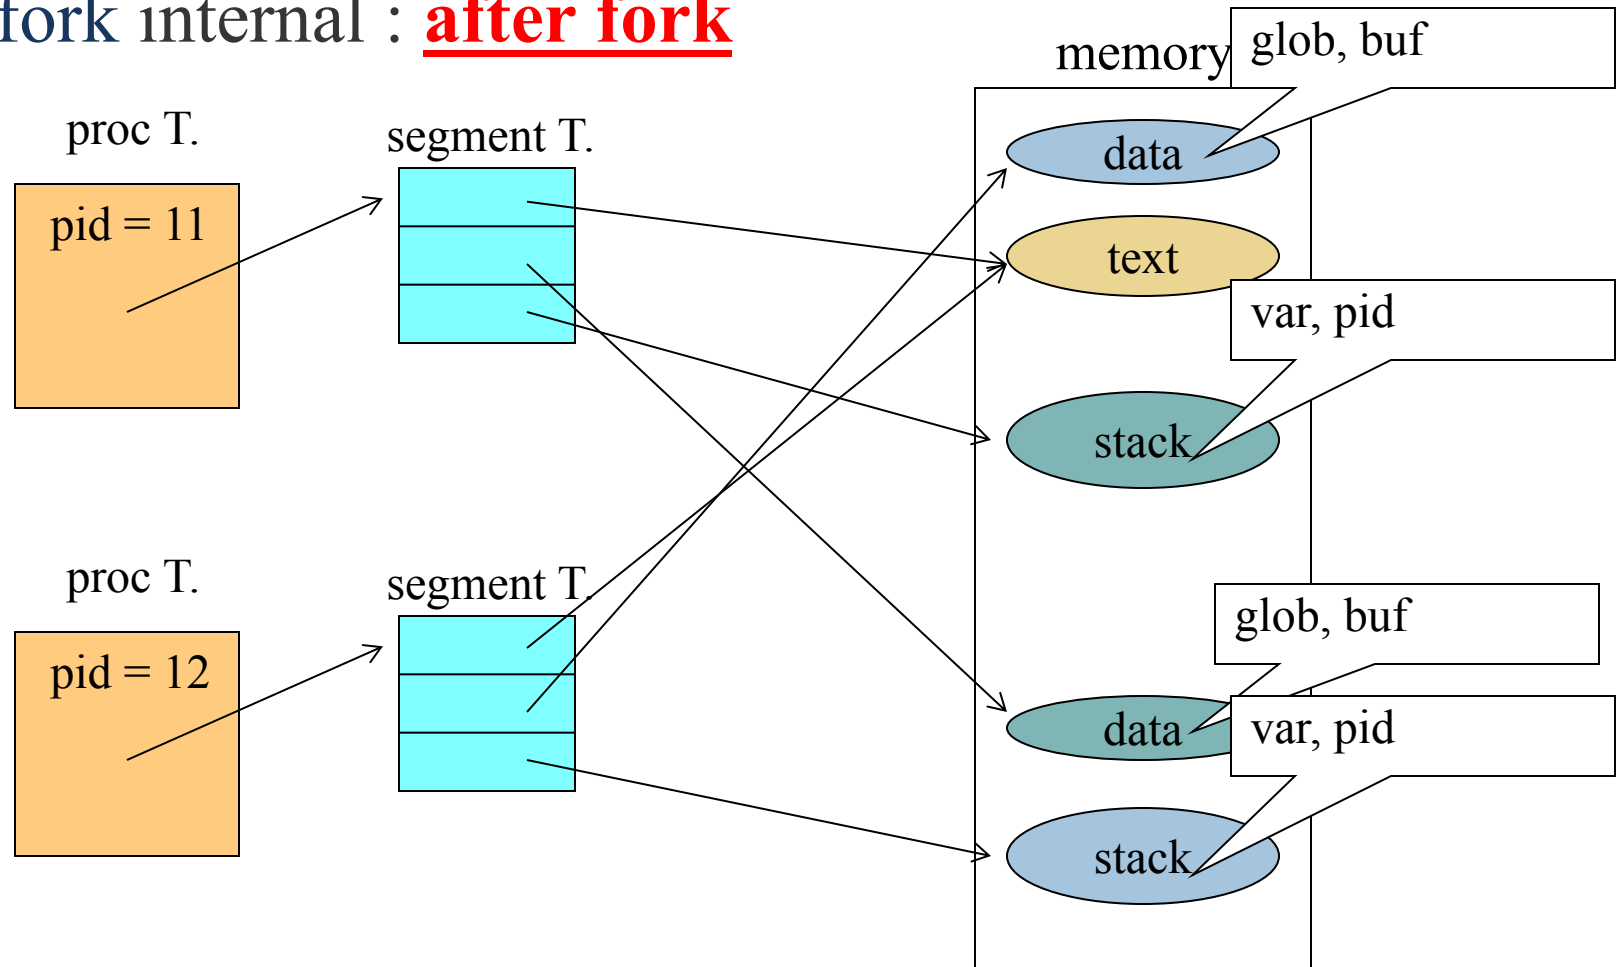 fork internal : after fork
memory
glob, buf
proc T.
segment T.
data
pid = 11
text
var, pid
stack
proc T.
segment T.
glob, buf
pid = 12
data
var, pid
stack